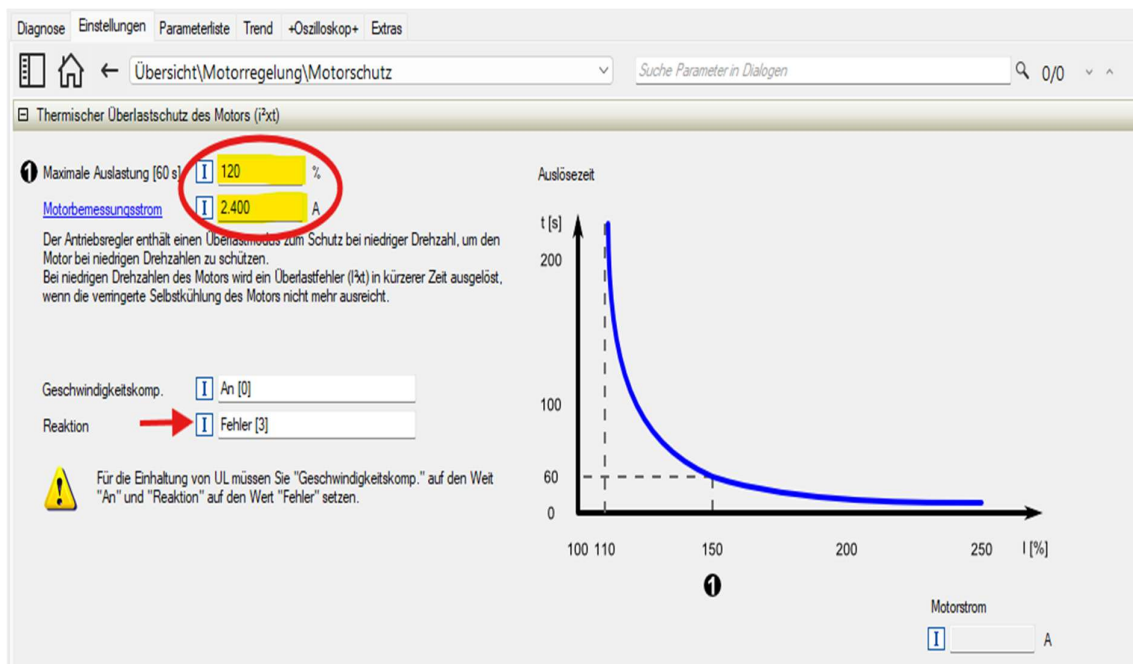 Diagnose Einstellungen Parameterliste Trend +Oszilloskop+ Extras
Übersicht\Motorregelung\Motorschutz
Suche Parameter in Dialogen
0/0
Thermischer Überlastschutz des Motors (i²xt)
1 Maximale Auslastung [60 s] I 120 %
Motorbemessungsstrom I 2.400 A
Der Antriebsregler enthält einen Überlastmodus zum Schutz bei niedriger Drehzahl, um den
Motor bei niedrigen Drehzahlen zu schützen.
Bei niedrigen Drehzahlen des Motors wird ein Überlastfehler (I²xt) in kürzerer Zeit ausgelöst,
wenn die verringerte Selbstkühlung des Motors nicht mehr ausreicht.
Geschwindigkeitskomp. I An [0]
Reaktion I Fehler [3]
Für die Einhaltung von UL müssen Sie "Geschwindigkeitskomp." auf den Weit
"An" und "Reaktion" auf den Wert "Fehler" setzen.
Auslösezeit
t [s]
200
100
60
0
100 110 150 200 250 I [%]
1
Motorstrom
I A